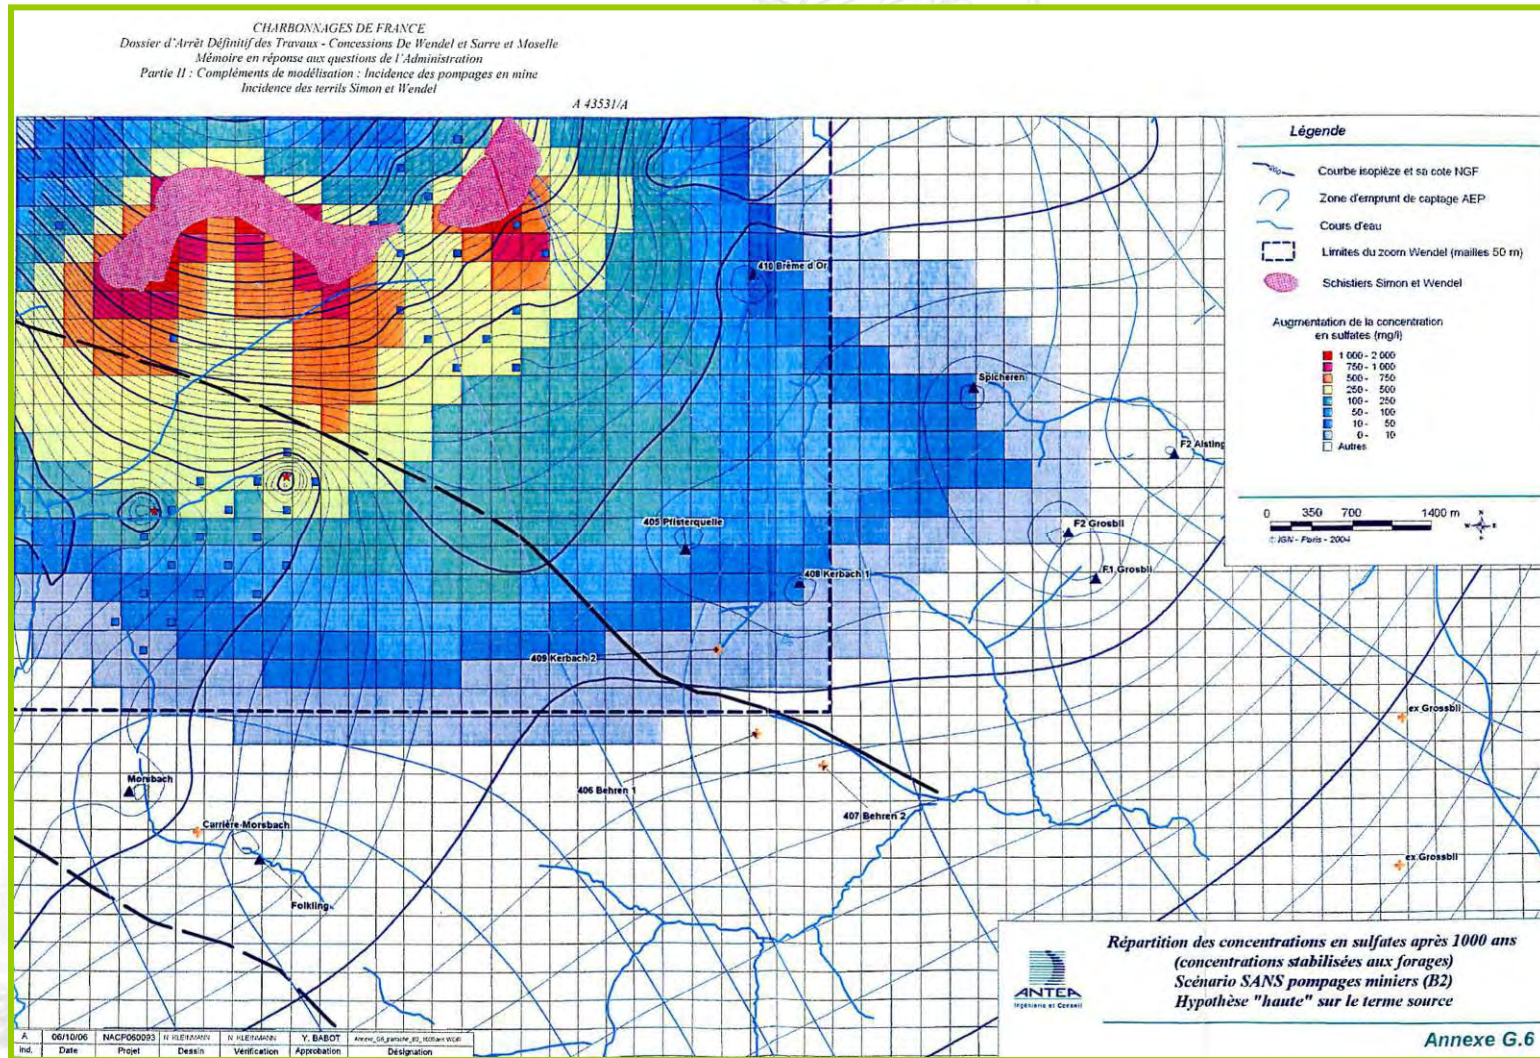 CHARBONNAGES DE FRANCE
Dossier d'Arrêt Définitif des Travaux - Concessions De Wendel et Sarre et Moselle
Mémoire en réponse aux questions de l'Administration
Partie II : Compléments de modélisation : Incidence des pompages en mine
Incidence des terrils Simon et Wendel
A 43531/A
Légende
Courbe isopièze et sa cote NGF
Zone d'emprunt de captage AEP
Cours d'eau
Limites du zoom Wendel (mailles 50 m)
Schistiers Simon et Wendel
Augmentation de la concentration
en sulfates (mg/l)
1 000 - 2 000
750 - 1 000
500 - 750
250 - 500
100 - 250
50 - 100
10 - 50
0 - 10
Autres
0 350 700 1400 m
© IGN - Paris - 2004
410 Brême d'Or
Spicheren
F2 Alsting
405 Pfisterquelle
F2 Grosbli
F1 Grosbli
408 Kerbach 1
409 Kerbach 2
ex Grossbli
Morsbach
406 Behren 1
407 Behren 2
Carrière-Morsbach
ex Grossbli
Folkling
ANTEA
Ingénierie et Conseil
Répartition des concentrations en sulfates après 1000 ans
(concentrations stabilisées aux forages)
Scénario SANS pompages miniers (B2)
Hypothèse "haute" sur le terme source
Annexe G.6
A 06/10/06 NACP060093 N KLEINMANN N KLEINMANN Y. BABOT
Ind. Date Projet Dessin Vérification Approbation Désignation